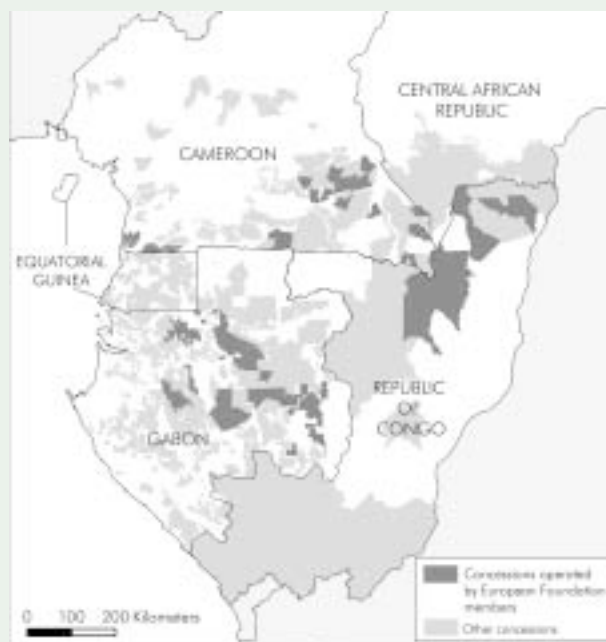 CENTRAL AFRICAN
REPUBLIC
CAMEROON
EQUATORIAL
GUINEA
REPUBLIC
OF
CONGO
GABON
Concessions operated
by European Foundation
members
Other concessions
0 100 200 Kilometers